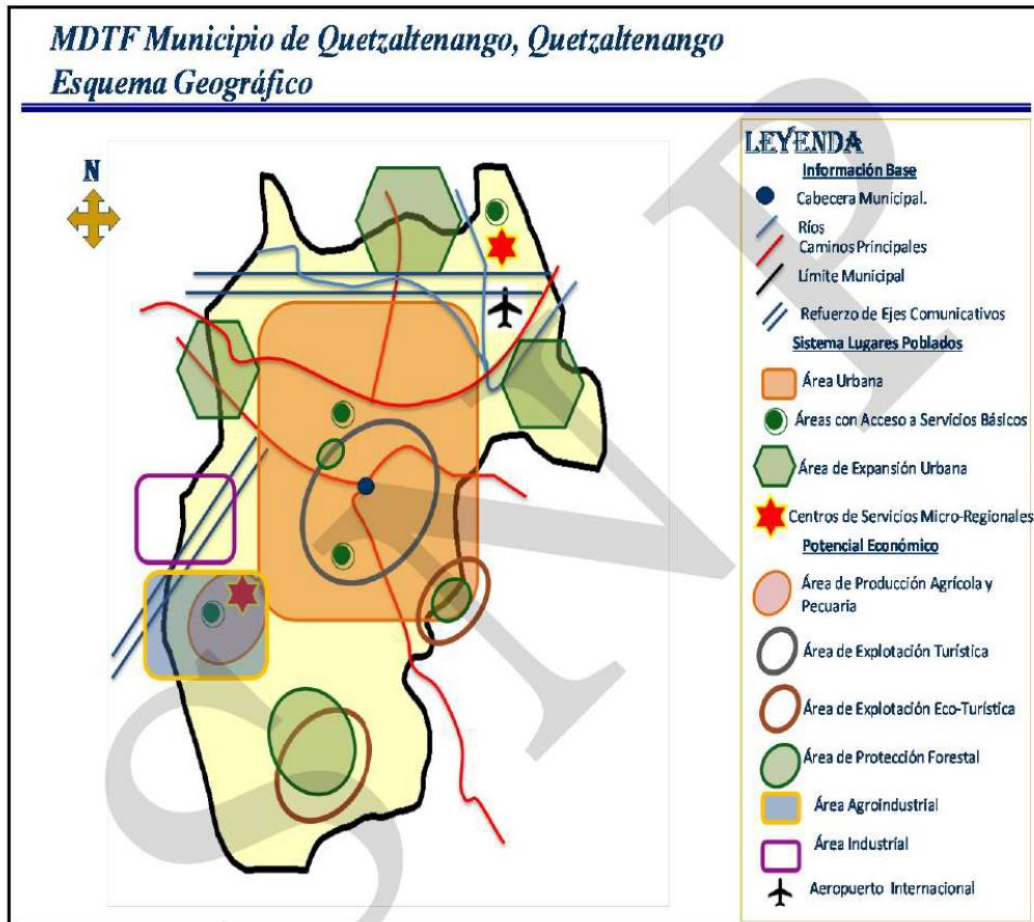 MDTF Municipio de Quetzaltenango, Quetzaltenango
Esquema Geográfico
N
LEYENDA
Información Base
Cabecera Municipal.
Ríos
Caminos Principales
Límite Municipal
Refuerzo de Ejes Comunicativos
Sistema Lugares Poblados
Área Urbana
Áreas con Acceso a Servicios Básicos
Área de Expansión Urbana
Centros de Servicios Micro-Regionales
Potencial Económico
Área de Producción Agrícola y
Pecuaria
Área de Explotación Turística
Área de Explotación Eco-Turística
Área de Protección Forestal
Área Agroindustrial
Área Industrial
Aeropuerto Internacional